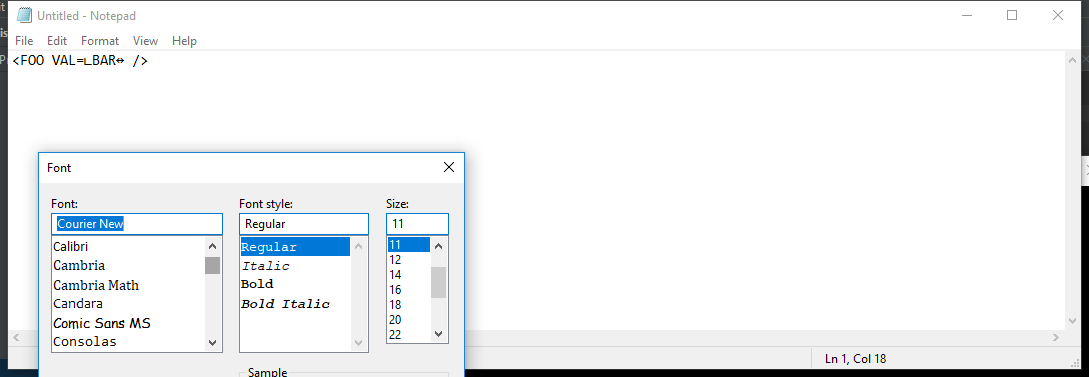 Untitled - Notepad
File Edit Format View Help
<FOO VAL=∟BAR↔ />
Font
Font:
Font style:
Size:
Courier New
Regular
11
Calibri
Cambria
Cambria Math
Candara
Comic Sans MS
Consolas
Regular
Italic
Bold
Bold Italic
11
12
14
16
18
20
22
Sample
Ln 1, Col 18